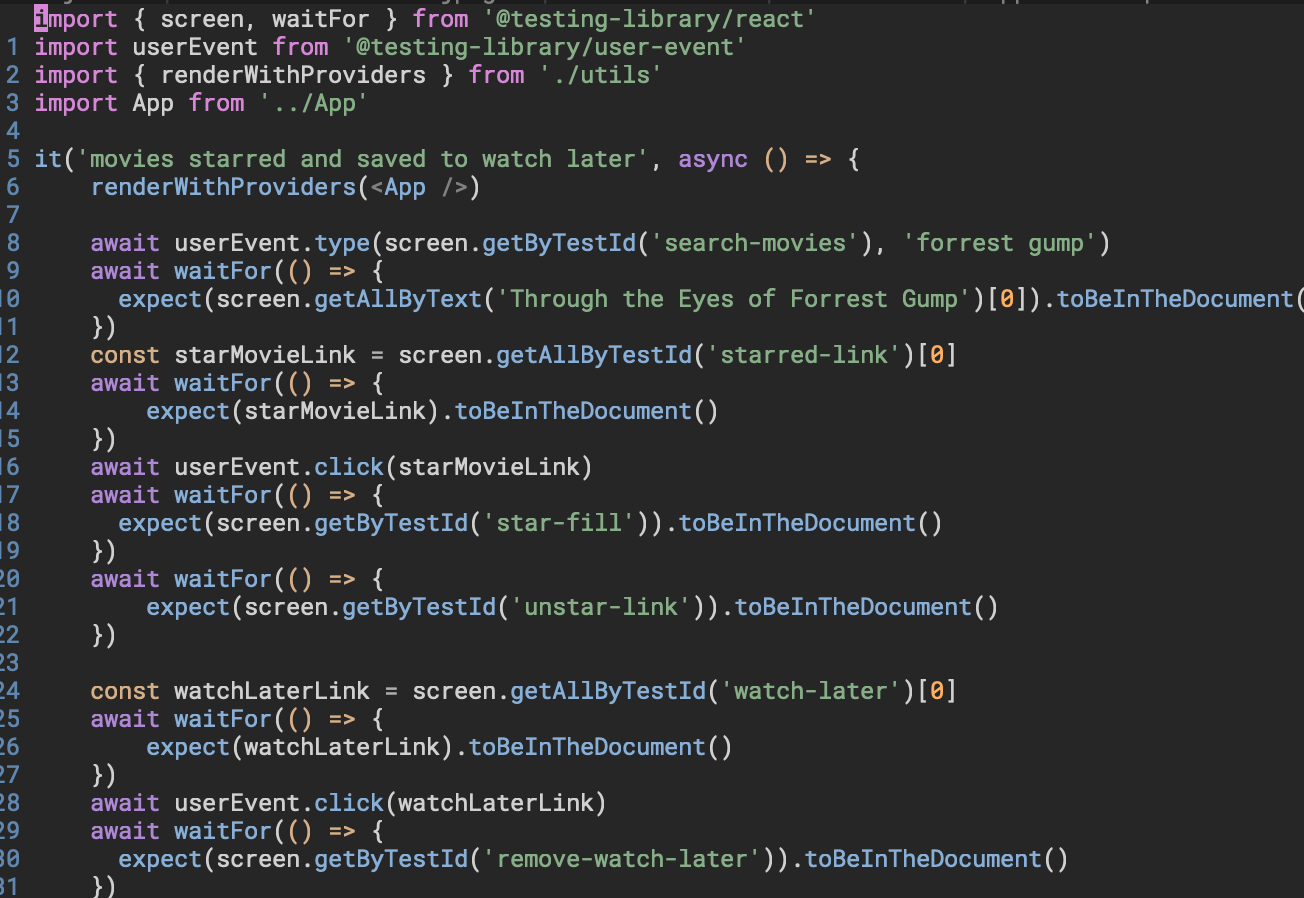 import { screen, waitFor } from '@testing-library/react'
1 import userEvent from '@testing-library/user-event'
2 import { renderWithProviders } from './utils'
3 import App from '../App'
4
5 it('movies starred and saved to watch later', async () => {
6     renderWithProviders(<App />)
7
8     await userEvent.type(screen.getByTestId('search-movies'), 'forrest gump')
9     await waitFor(() => {
10       expect(screen.getAllByText('Through the Eyes of Forrest Gump')[0]).toBeInTheDocument(
11     })
12     const starMovieLink = screen.getAllByTestId('starred-link')[0]
13     await waitFor(() => {
14         expect(starMovieLink).toBeInTheDocument()
15     })
16     await userEvent.click(starMovieLink)
17     await waitFor(() => {
18       expect(screen.getByTestId('star-fill')).toBeInTheDocument()
19     })
20     await waitFor(() => {
21         expect(screen.getByTestId('unstar-link')).toBeInTheDocument()
22     })
23
24     const watchLaterLink = screen.getAllByTestId('watch-later')[0]
25     await waitFor(() => {
26         expect(watchLaterLink).toBeInTheDocument()
27     })
28     await userEvent.click(watchLaterLink)
29     await waitFor(() => {
30       expect(screen.getByTestId('remove-watch-later')).toBeInTheDocument()
31     })